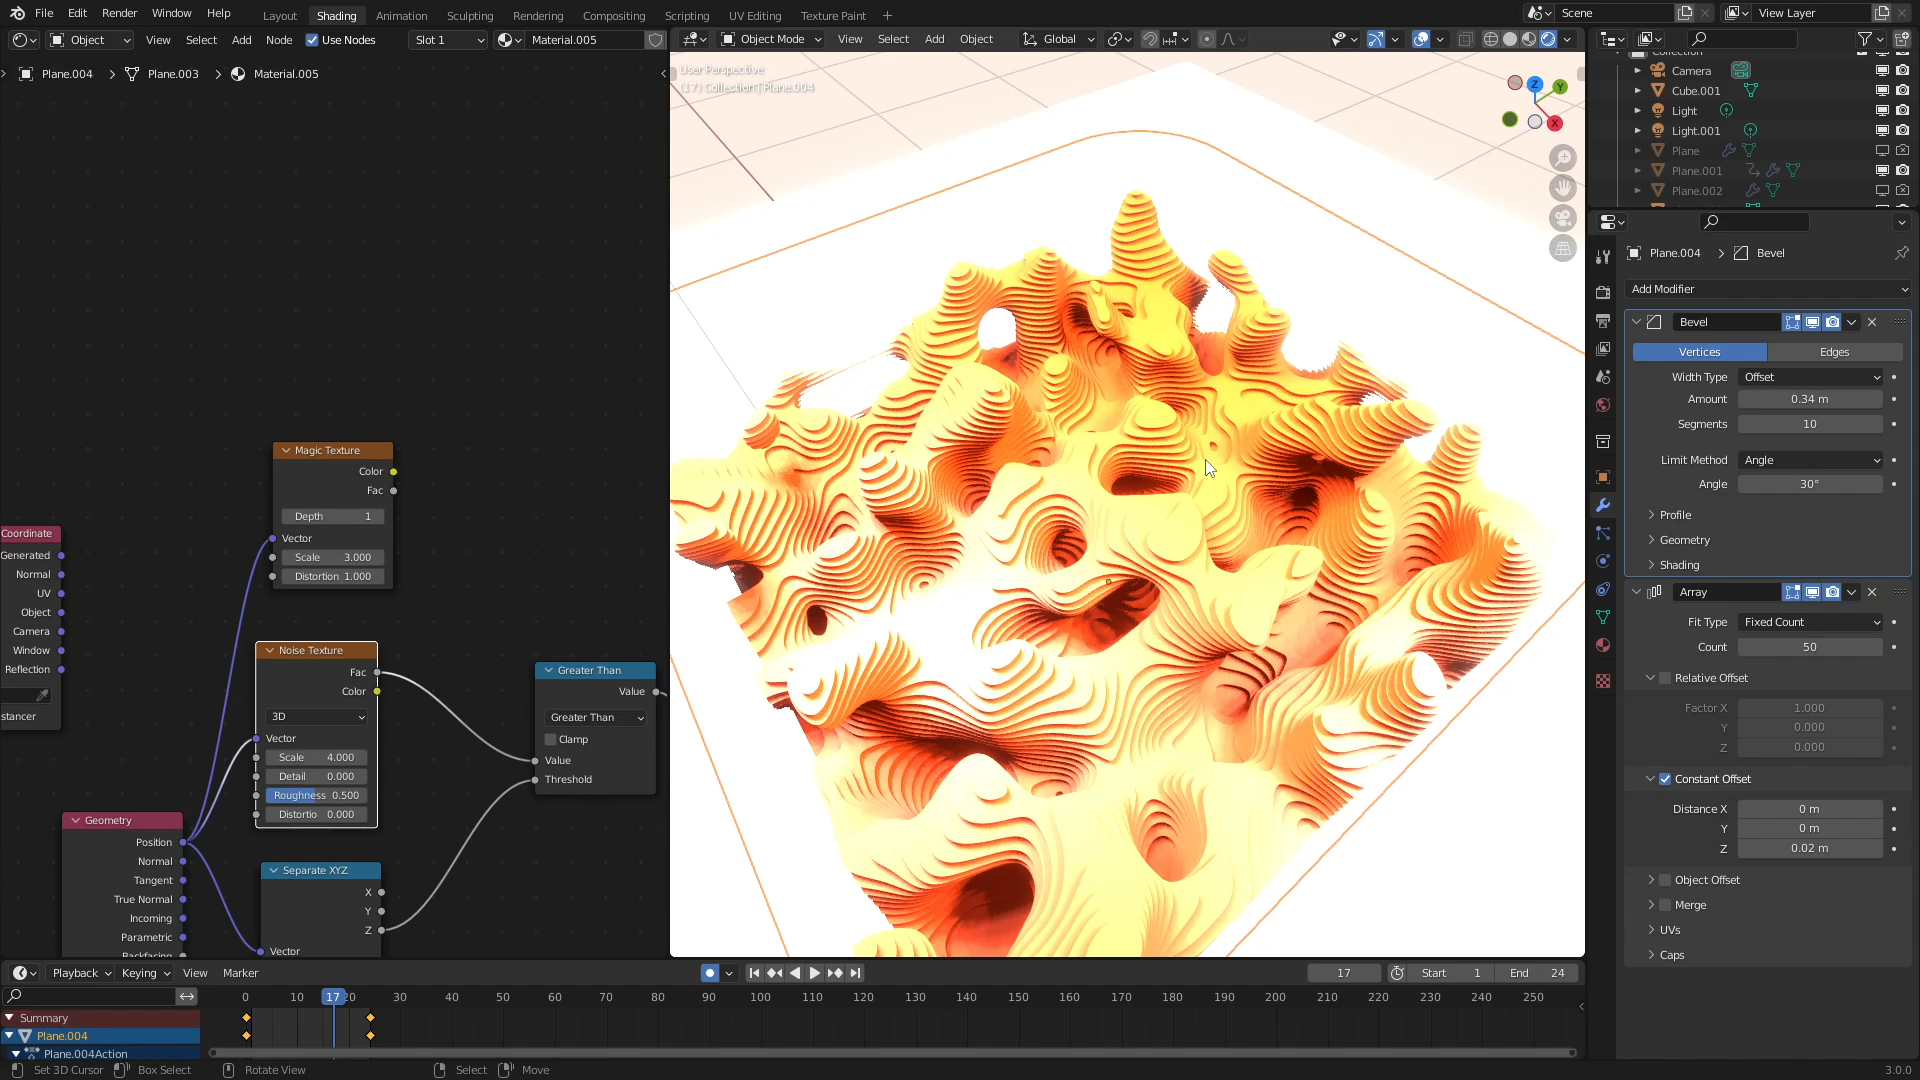 File Edit Render Window Help
Layout Shading Animation Sculpting Rendering Compositing Scripting UV Editing Texture Paint +
Scene
View Layer
Object View Select Add Node Use Nodes Slot 1 Material.005
Object Mode View Select Add Object Global
Plane.004 > Plane.003 > Material.005
User Perspective
(17) Collection | Plane.004
Z
Y
X
Collection
Camera
Cube.001
Light
Light.001
Plane
Plane.001
Plane.002
Plane.004 > Bevel
Add Modifier
Bevel
Vertices Edges
Width Type Offset
Amount 0.34 m
Segments 10
Limit Method Angle
Angle 30°
Profile
Geometry
Shading
Array
Fit Type Fixed Count
Count 50
Relative Offset
Factor X 1.000
Y 0.000
Z 0.000
Constant Offset
Distance X 0 m
Y 0 m
Z 0.02 m
Object Offset
Merge
UVs
Caps
Magic Texture
Color
Fac
Depth 1
Vector
Scale 3.000
Distortion 1.000
Coordinate
Generated
Normal
UV
Object
Camera
Window
Reflection
stancer
Noise Texture
Fac
Color
3D
Vector
Scale 4.000
Detail 0.000
Roughness 0.500
Distortio 0.000
Greater Than
Value
Greater Than
Clamp
Value
Threshold
Geometry
Position
Normal
Tangent
True Normal
Incoming
Parametric
Backfacing
Separate XYZ
X
Y
Z
Vector
Playback Keying View Marker
17 Start 1 End 24
0 10 17 20 30 40 50 60 70 80 90 100 110 120 130 140 150 160 170 180 190 200 210 220 230 240 250
Summary
Plane.004
Plane.004Action
Set 3D Cursor Box Select Rotate View Select Move 3.0.0